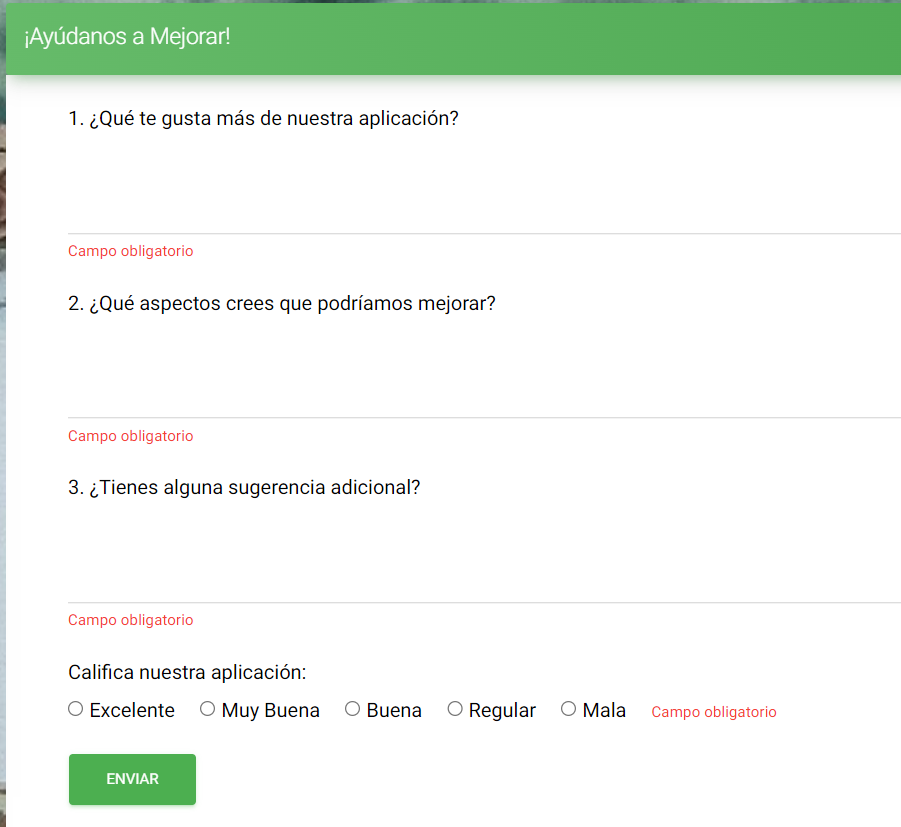 ¡Ayúdanos a Mejorar!
1. ¿Qué te gusta más de nuestra aplicación?
Campo obligatorio
2. ¿Qué aspectos crees que podríamos mejorar?
Campo obligatorio
3. ¿Tienes alguna sugerencia adicional?
Campo obligatorio
Califica nuestra aplicación:
Excelente Muy Buena Buena Regular Mala Campo obligatorio
ENVIAR